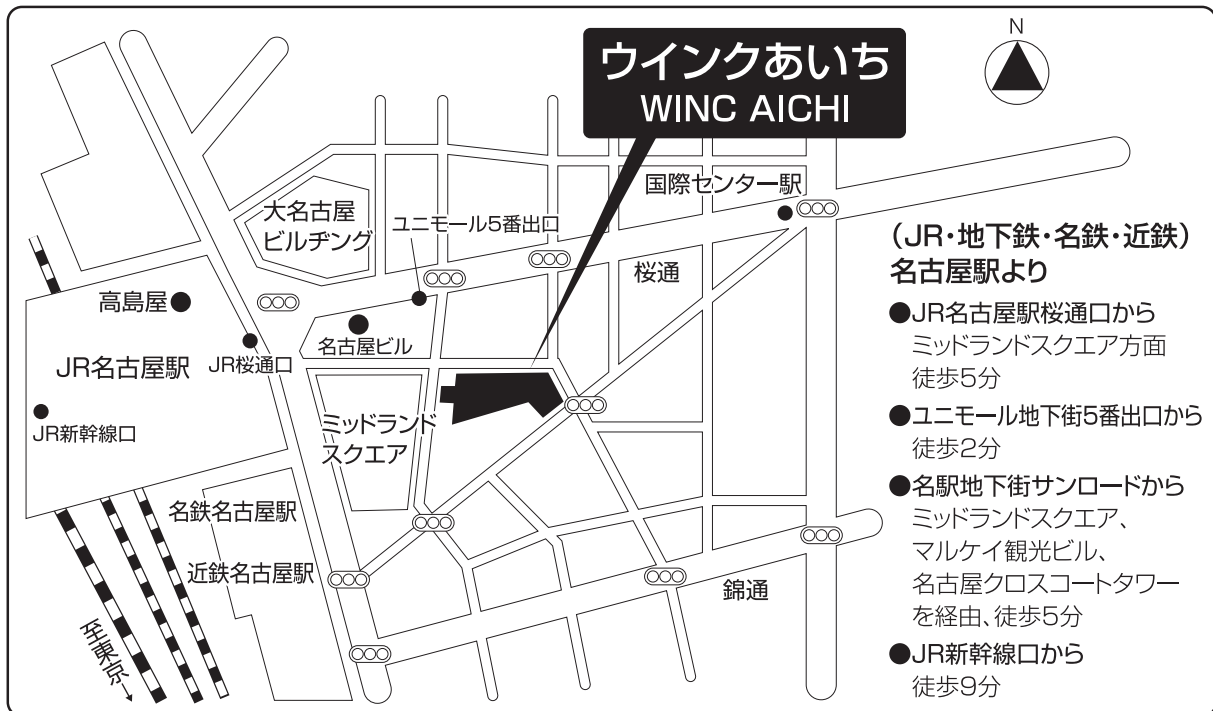 N
ウインクあいち
WINC AICHI
国際センター駅
大名古屋
ビルヂング
ユニモール5番出口
桜通
高島屋
名古屋ビル
JR名古屋駅
JR桜通口
JR新幹線口
ミッドランド
スクエア
名鉄名古屋駅
近鉄名古屋駅
錦通
至東京→
（JR・地下鉄・名鉄・近鉄）
名古屋駅より
●JR名古屋駅桜通口から
ミッドランドスクエア方面
徒歩5分
●ユニモール地下街5番出口から
徒歩2分
●名駅地下街サンロードから
ミッドランドスクエア、
マルケイ観光ビル、
名古屋クロスコートタワー
を経由、徒歩5分
●JR新幹線口から
徒歩9分